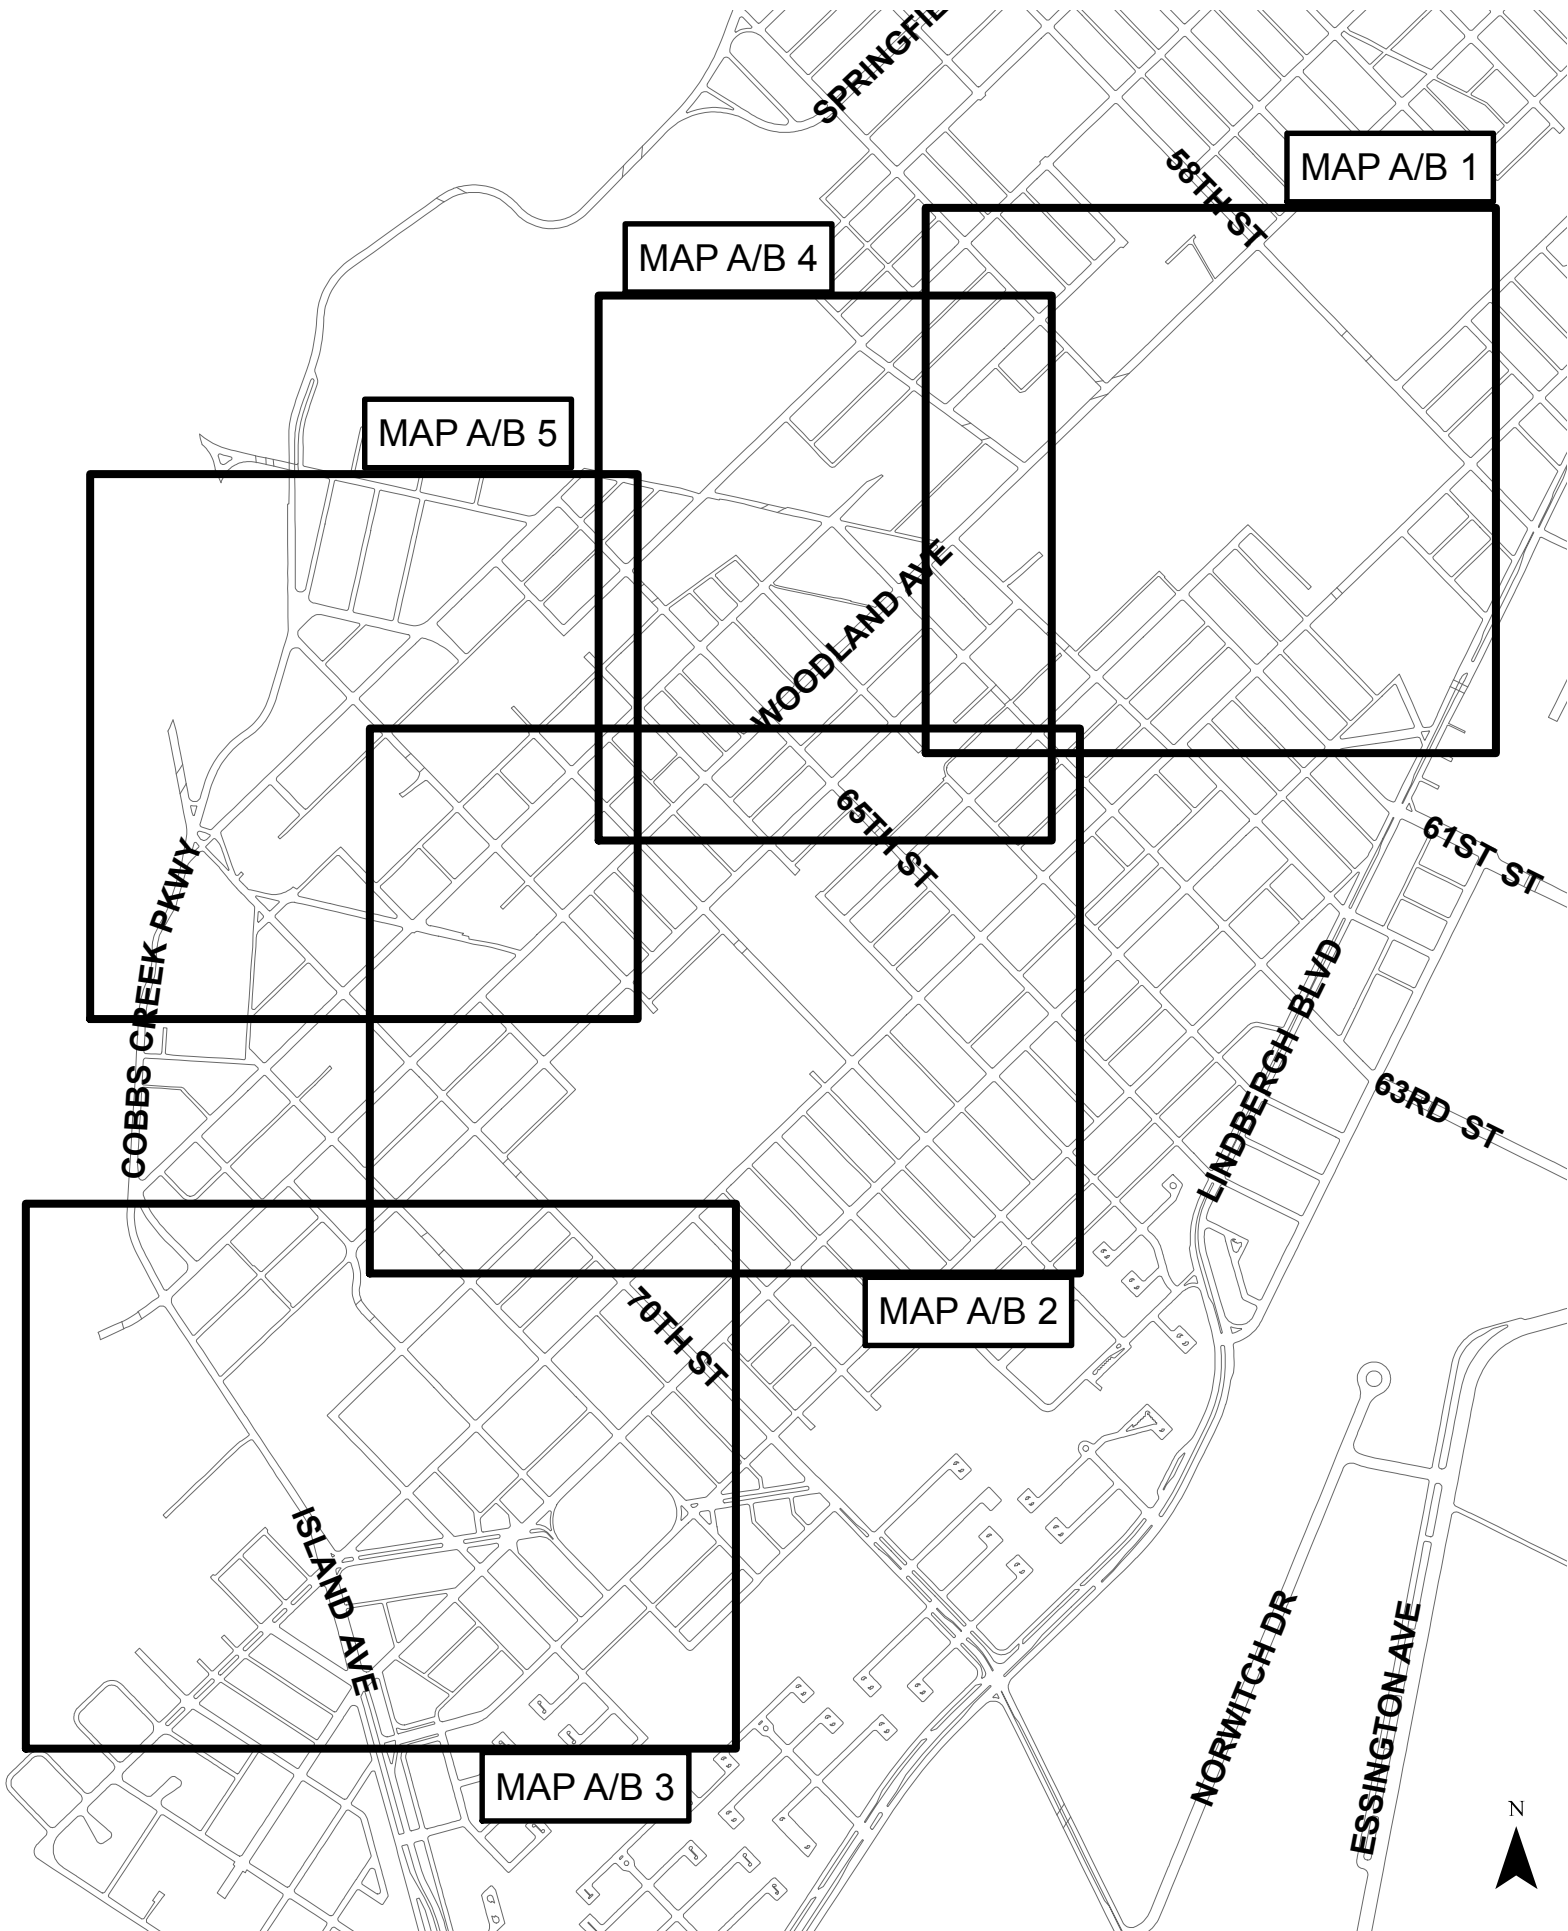 SPRINGFIE
58TH ST
MAP A/B 1
MAP A/B 4
MAP A/B 5
WOODLAND AVE
65TH ST
61ST ST
COBBS CREEK PKWY
LINDBERGH BLVD
63RD ST
MAP A/B 2
70TH ST
ISLAND AVE
NORWITCH DR
ESSINGTON AVE
MAP A/B 3
N